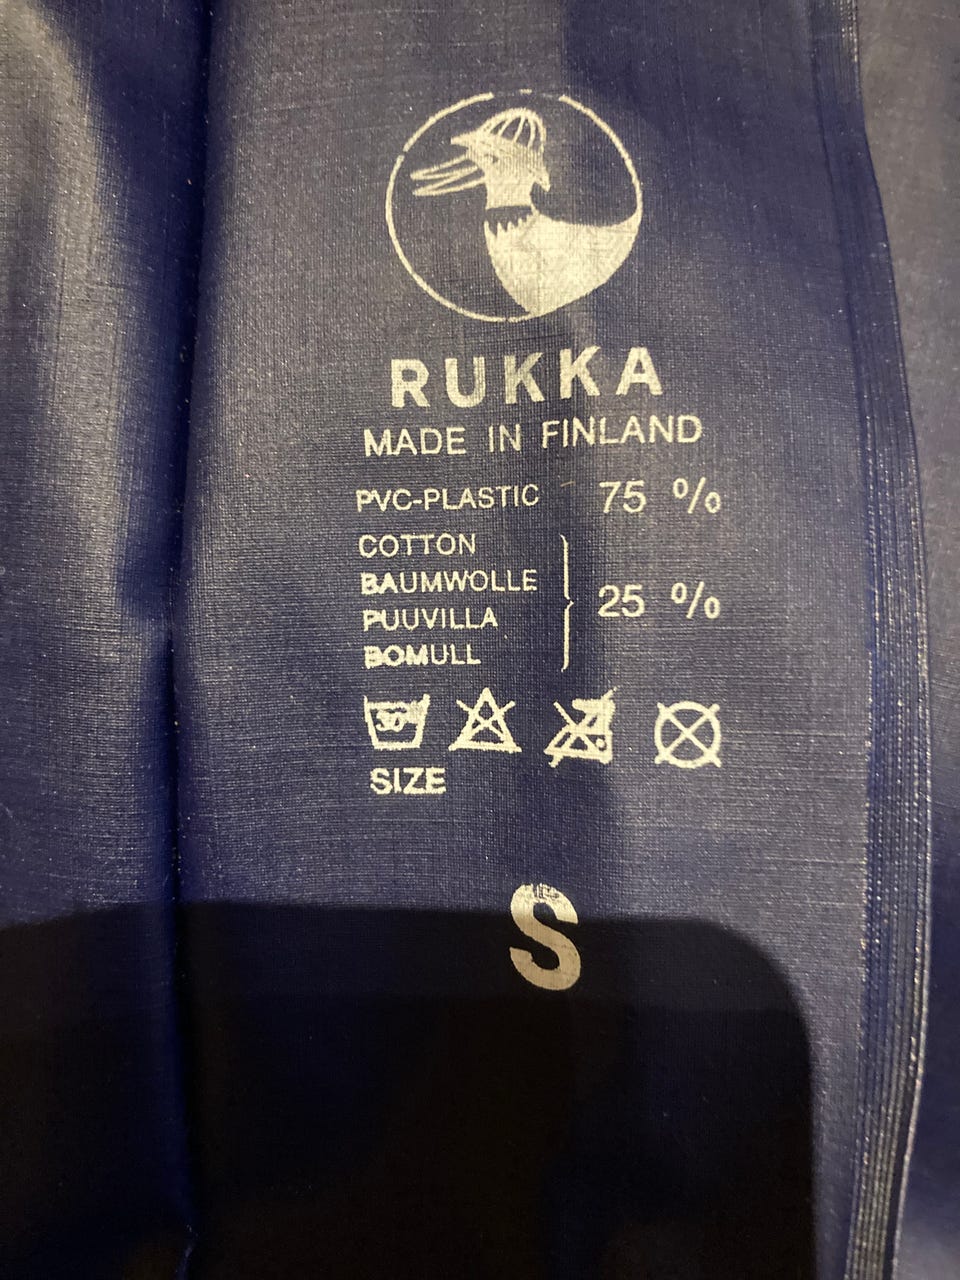 RUKKA
MADE IN FINLAND
PVC-PLASTIC 75 %
COTTON
BAUMWOLLE
PUUVILLA
BOMULL
25 %
30°
SIZE
S